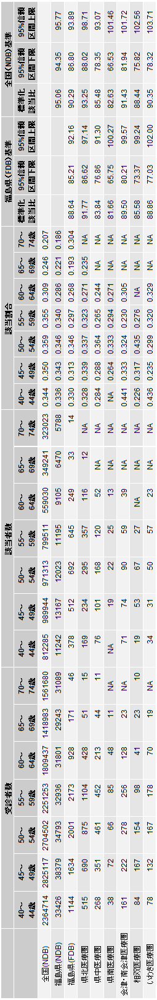 受診者数 該当者数 該当割合 福島県(FDB)基準 全国(NDB)基準
40～ 45～ 50～ 55～ 60～ 65～ 70～ 40～ 45～ 50～ 55～ 60～ 65～ 70～ 40～ 45～ 50～ 55～ 60～ 65～ 70～ 標準化 95%信頼 95%信頼 標準化 95%信頼 95%信頼
44歳 49歳 54歳 59歳 64歳 69歳 74歳 44歳 49歳 54歳 59歳 64歳 69歳 74歳 44歳 49歳 54歳 59歳 64歳 69歳 74歳 該当比 区間下限 区間上限 該当比 区間下限 区間上限
全国(NDB) 2364714 2825117 2704502 2251253 1809437 1418983 1561680 812285 989944 971313 799511 559030 349241 323023 0.344 0.350 0.359 0.355 0.309 0.246 0.207
福島県(NDB) 33426 38379 34793 32936 31801 29243 31089 11242 13167 12023 11195 9105 6470 5788 0.336 0.343 0.346 0.340 0.286 0.221 0.186 95.06 94.35 95.77
福島県(FDB) 1144 1634 2001 2173 928 171 46 378 512 692 645 249 33 14 0.330 0.313 0.346 0.297 0.268 0.193 0.304 88.64 85.21 92.16 90.29 86.80 93.89
県北医療圏 515 690 875 1104 428 51 15 169 234 295 357 116 12 NA 0.328 0.339 0.337 0.323 0.271 0.235 NA 91.77 86.62 97.14 93.25 88.02 98.71
県中医療圏 268 351 461 452 213 44 11 76 101 168 120 52 NA NA 0.284 0.288 0.364 0.265 0.244 NA NA 83.84 76.86 91.30 85.48 78.35 93.07
県南医療圏 38 72 66 85 48 11 NA NA 19 22 25 13 NA NA NA 0.264 0.333 0.294 0.271 NA NA 81.66 65.75 100.27 82.63 66.53 101.46
会津・南会津医療圏 161 222 278 256 128 23 NA 71 74 90 59 39 NA NA 0.441 0.333 0.324 0.230 0.305 NA NA 89.50 80.21 99.57 91.43 81.94 101.72
相双医療圏 84 167 154 98 41 23 10 19 53 67 27 NA NA NA 0.226 0.317 0.435 0.276 NA NA NA 85.58 73.37 99.24 88.44 75.82 102.56
いわき医療圏 78 132 167 178 70 19 NA 34 31 50 57 23 NA NA 0.436 0.235 0.299 0.320 0.329 NA NA 88.86 77.03 102.00 90.35 78.32 103.71